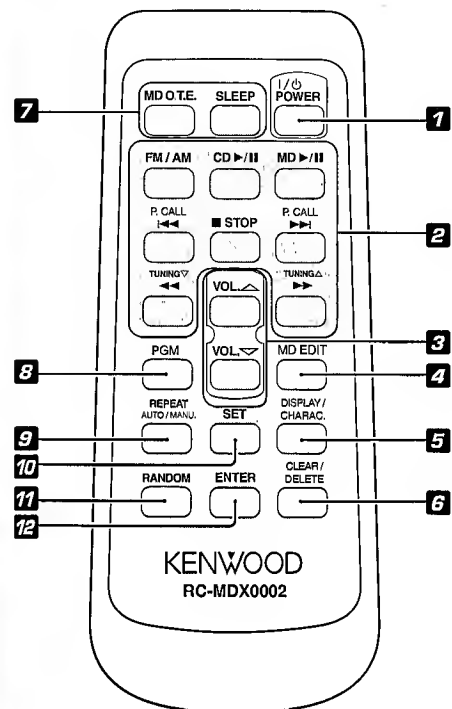 I/⏻
MD O.T.E. SLEEP POWER
7 1
FM / AM CD ►/II MD ►/II
P. CALL P. CALL
I◄◄ ■ STOP ►►I
2
TUNING ▽ TUNING △
◄◄ VOL. △ ►►
3
VOL. ▽
PGM MD EDIT
8 4
REPEAT DISPLAY /
AUTO / MANU. SET CHARAC.
9 5
10
RANDOM ENTER CLEAR /
DELETE
11 6
12
KENWOOD
RC-MDX0002